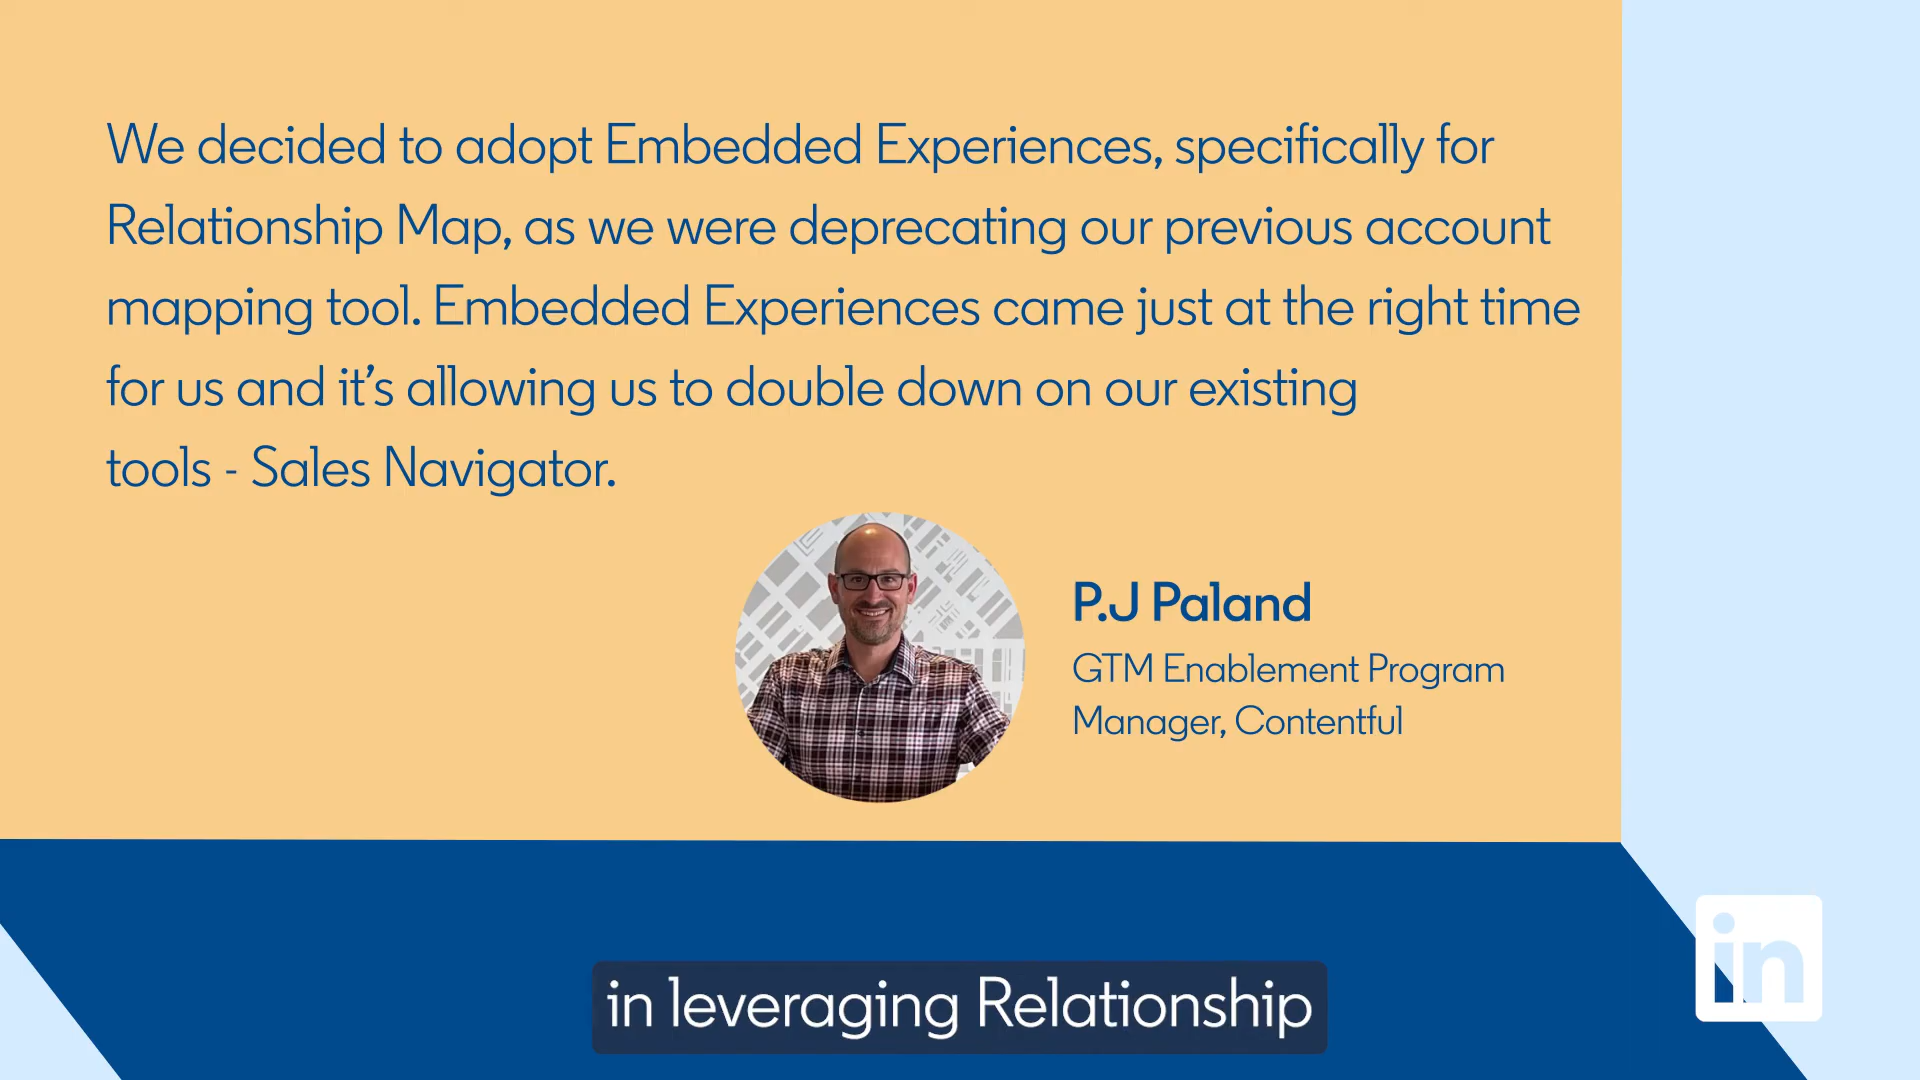 We decided to adopt Embedded Experiences, specifically for
Relationship Map, as we were deprecating our previous account
mapping tool. Embedded Experiences came just at the right time
for us and it’s allowing us to double down on our existing
tools - Sales Navigator.
P.J Paland
GTM Enablement Program
Manager, Contentful
in
in leveraging Relationship